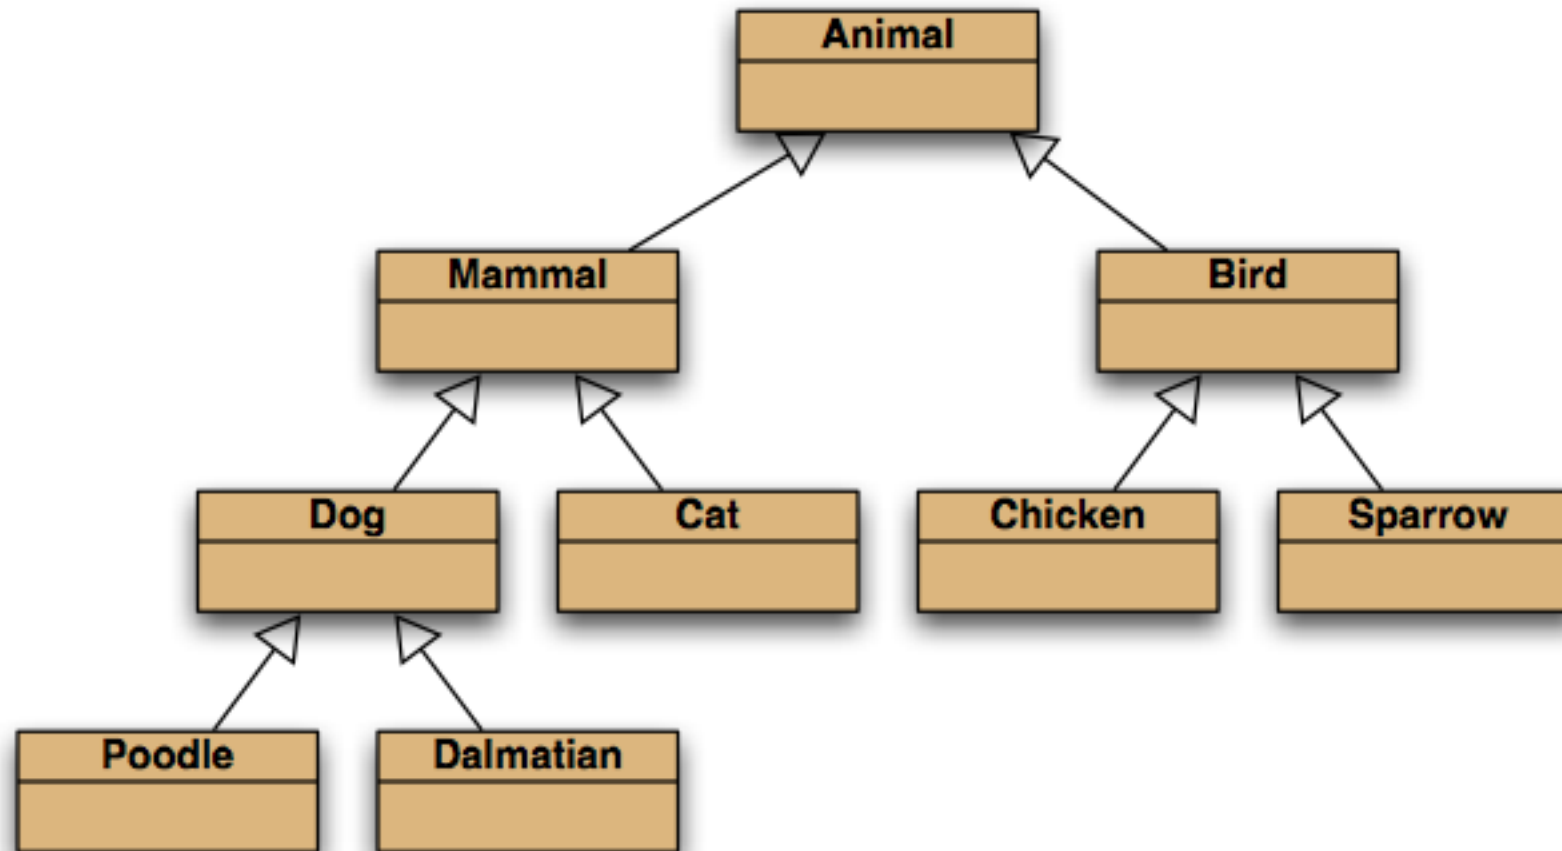 Animal
Mammal
Bird
Dog
Cat
Chicken
Sparrow
Poodle
Dalmatian